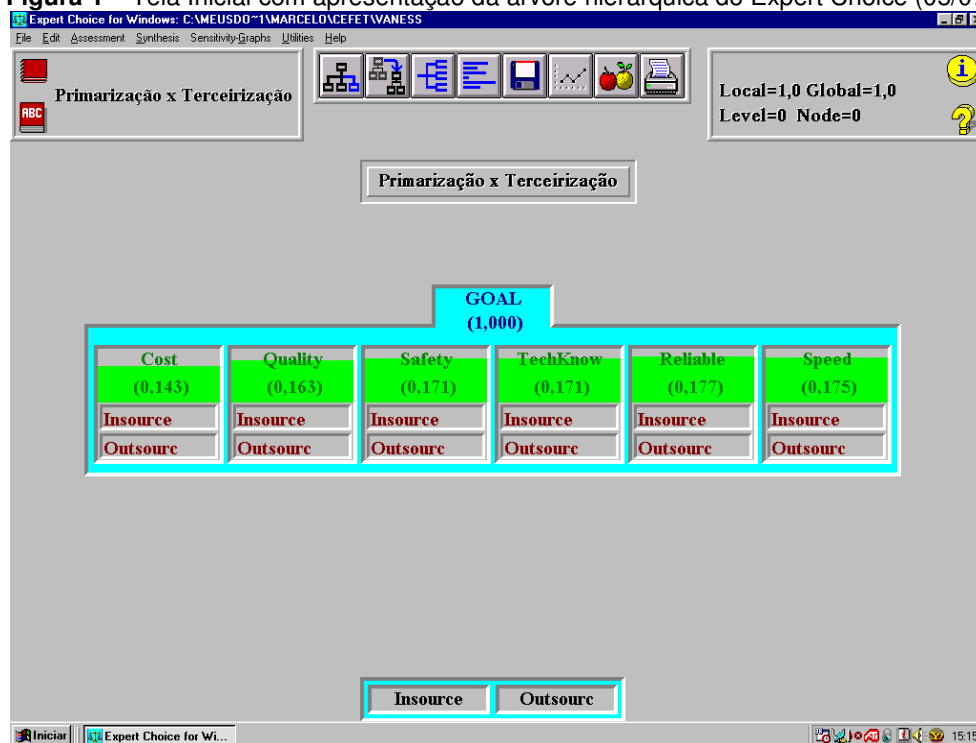 Figura 1 – Tela Inicial com apresentação da árvore hierárquica do Expert Choice
Expert Choice for Windows: C:\MEUSDO~1\MARCELO\CEFET\VANESS
File Edit Assessment Synthesis Sensitivity-Graphs Utilities Help
ABC
Primarização x Terceirização
Local=1,0 Global=1,0
Level=0 Node=0
Primarização x Terceirização
GOAL
(1,000)
Cost Quality Safety TechKnow Reliable Speed
(0,143) (0,163) (0,171) (0,171) (0,177) (0,175)
Insource Insource Insource Insource Insource Insource
Outsourc Outsourc Outsourc Outsourc Outsourc Outsourc
Insource Outsourc
Iniciar Expert Choice for Wi... 15:15